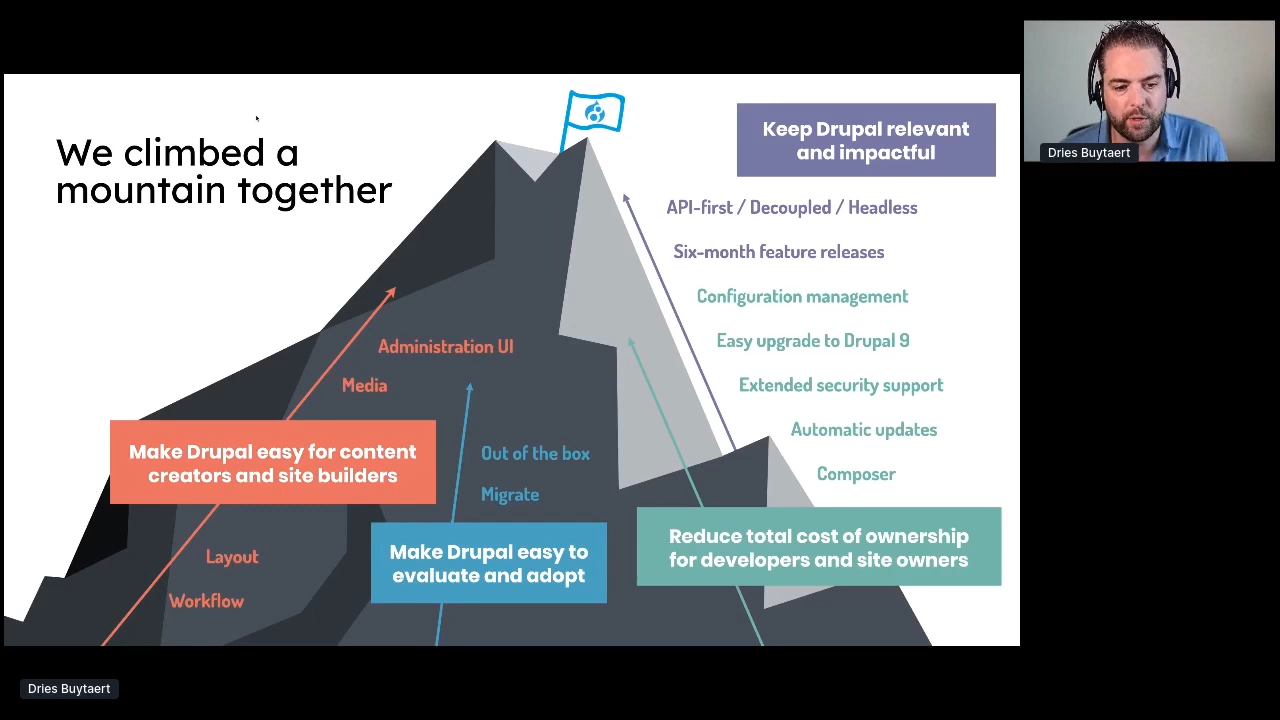 We climbed a
mountain together
Keep Drupal relevant
and impactful
API-first / Decoupled / Headless
Six-month feature releases
Configuration management
Easy upgrade to Drupal 9
Extended security support
Automatic updates
Composer
Administration UI
Media
Make Drupal easy for content
creators and site builders
Layout
Workflow
Out of the box
Migrate
Make Drupal easy to
evaluate and adopt
Reduce total cost of ownership
for developers and site owners
Dries Buytaert
Dries Buytaert